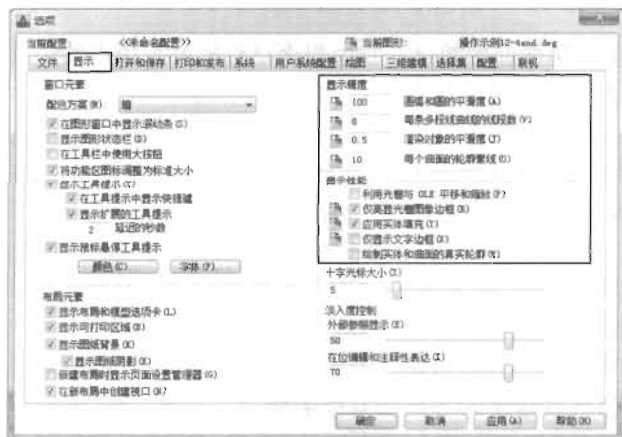 选项
当前配置: <<未命名配置>> 当前图形: 操作示例12-4end.dwg
文件 显示 打开和保存 打印和发布 系统 用户系统配置 绘图 三维建模 选择集 配置 联机
窗口元素
配色方案(M): 暗
在图形窗口中显示滚动条(S)
显示图形状态栏(D)
在工具栏中使用大按钮
将功能区图标调整为标准大小
显示工具提示(T)
在工具提示中显示快捷键
显示扩展的工具提示
2 延迟的秒数
显示鼠标悬停工具提示
颜色(C)... 字体(F)...
布局元素
显示布局和模型选项卡(L)
显示可打印区域(B)
显示图纸背景(K)
显示图纸阴影(E)
新建布局时显示页面设置管理器(G)
在新布局中创建视口(N)
显示精度
100 圆弧和圆的平滑度(A)
8 每条多段线曲线的线段数(V)
0.5 渲染对象的平滑度(J)
10 每个曲面的轮廓素线(O)
显示性能
利用光栅与 OLE 平移和缩放(P)
仅亮显光栅图像边框(R)
应用实体填充(Y)
仅显示文字边框(X)
绘制实体和曲面的真实轮廓(W)
十字光标大小(Z)
5
淡入度控制
外部参照显示(E)
50
在位编辑和注释性表达(I)
70
确定 取消 应用(A) 帮助(H)